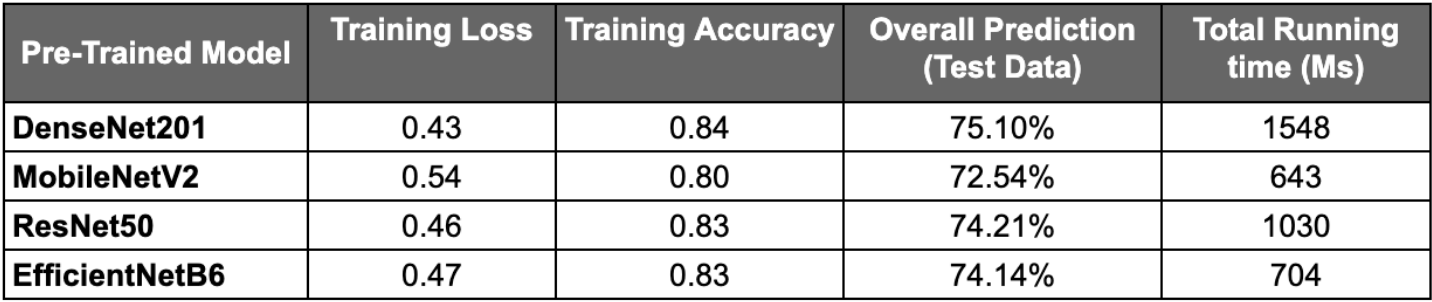 Pre-Trained Model Training Loss Training Accuracy Overall Prediction (Test Data) Total Running time (Ms)
DenseNet201 0.43 0.84 75.10% 1548
MobileNetV2 0.54 0.80 72.54% 643
ResNet50 0.46 0.83 74.21% 1030
EfficientNetB6 0.47 0.83 74.14% 704